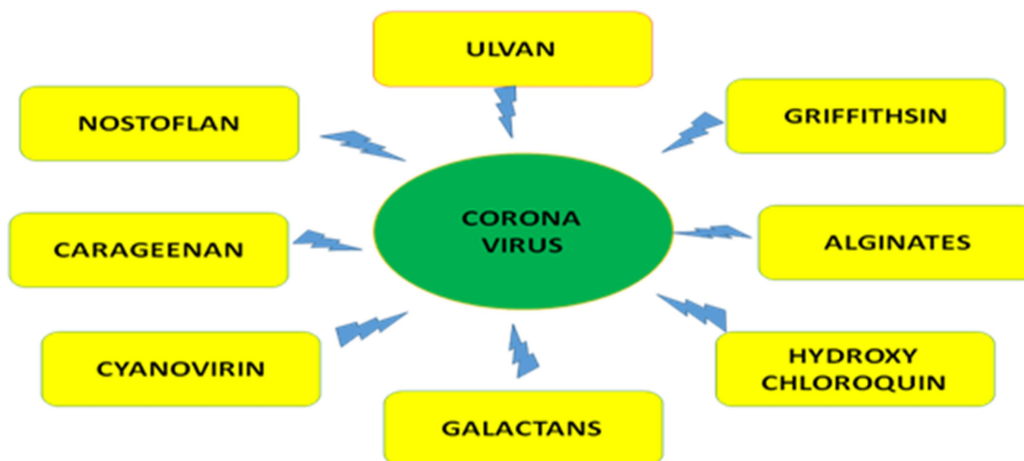 ULVAN
NOSTOFLAN
GRIFFITHSIN
CORONA
VIRUS
CARAGEENAN
ALGINATES
CYANOVIRIN
HYDROXY
CHLOROQUIN
GALACTANS